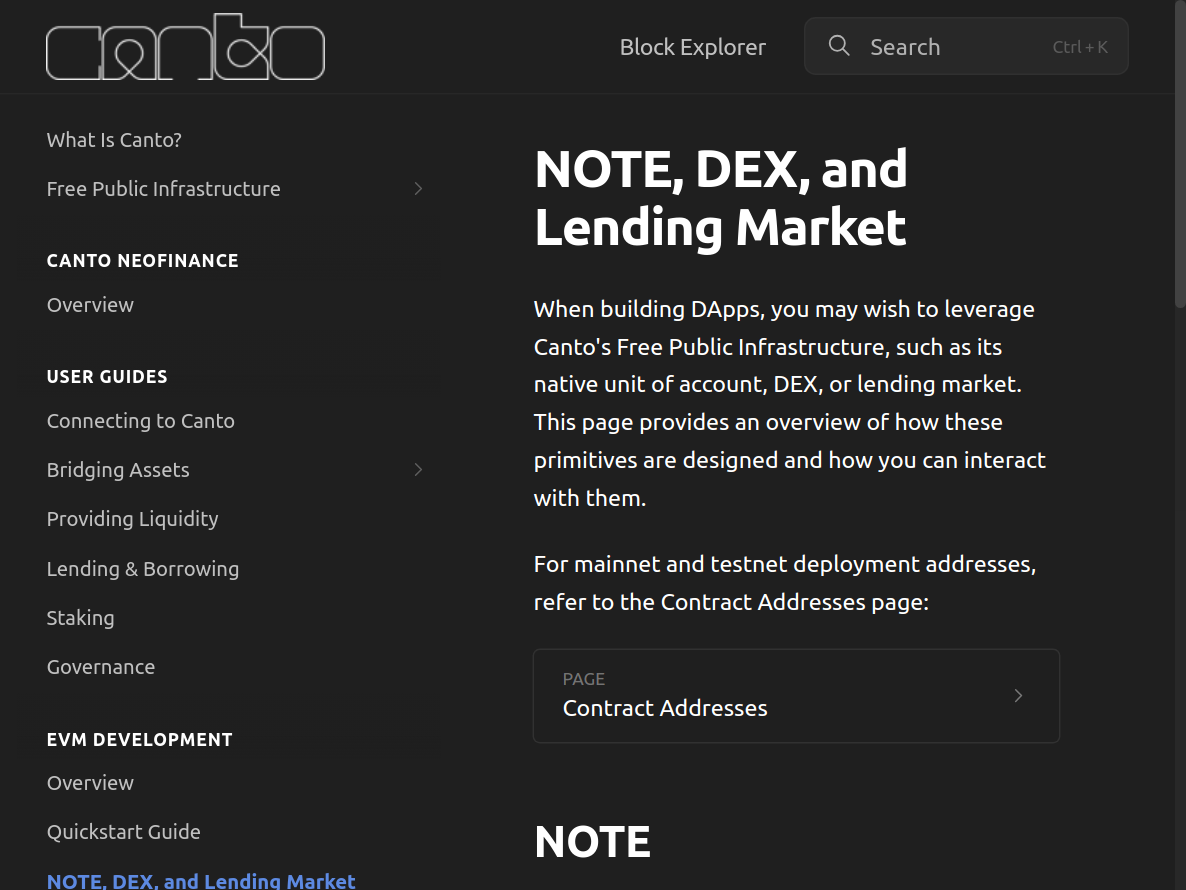 canto
Block Explorer
Search
Ctrl + K
What Is Canto?
Free Public Infrastructure
CANTO NEOFINANCE
Overview
USER GUIDES
Connecting to Canto
Bridging Assets
Providing Liquidity
Lending & Borrowing
Staking
Governance
EVM DEVELOPMENT
Overview
Quickstart Guide
NOTE, DEX, and Lending Market
NOTE, DEX, and
Lending Market
When building DApps, you may wish to leverage
Canto's Free Public Infrastructure, such as its
native unit of account, DEX, or lending market.
This page provides an overview of how these
primitives are designed and how you can interact
with them.
For mainnet and testnet deployment addresses,
refer to the Contract Addresses page:
PAGE
Contract Addresses
NOTE